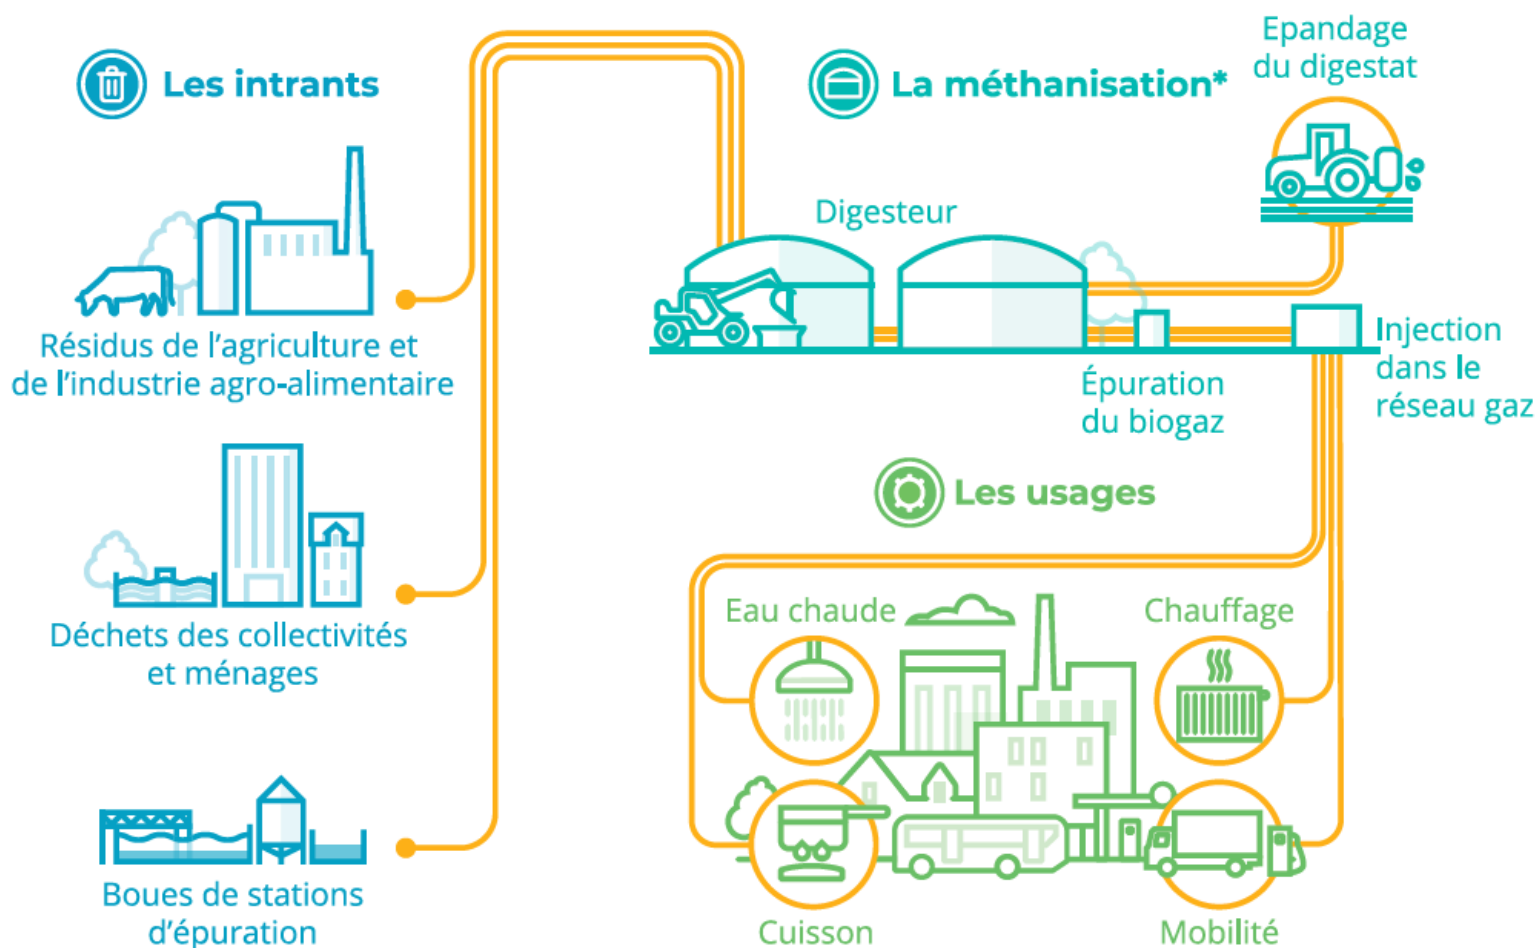 Les intrants
Résidus de l'agriculture et
de l'industrie agro-alimentaire
Déchets des collectivités
et ménages
Boues de stations
d'épuration
La méthanisation*
Epandage
du digestat
Digesteur
Épuration
du biogaz
Injection
dans le
réseau gaz
Les usages
Eau chaude
Chauffage
Cuisson
Mobilité